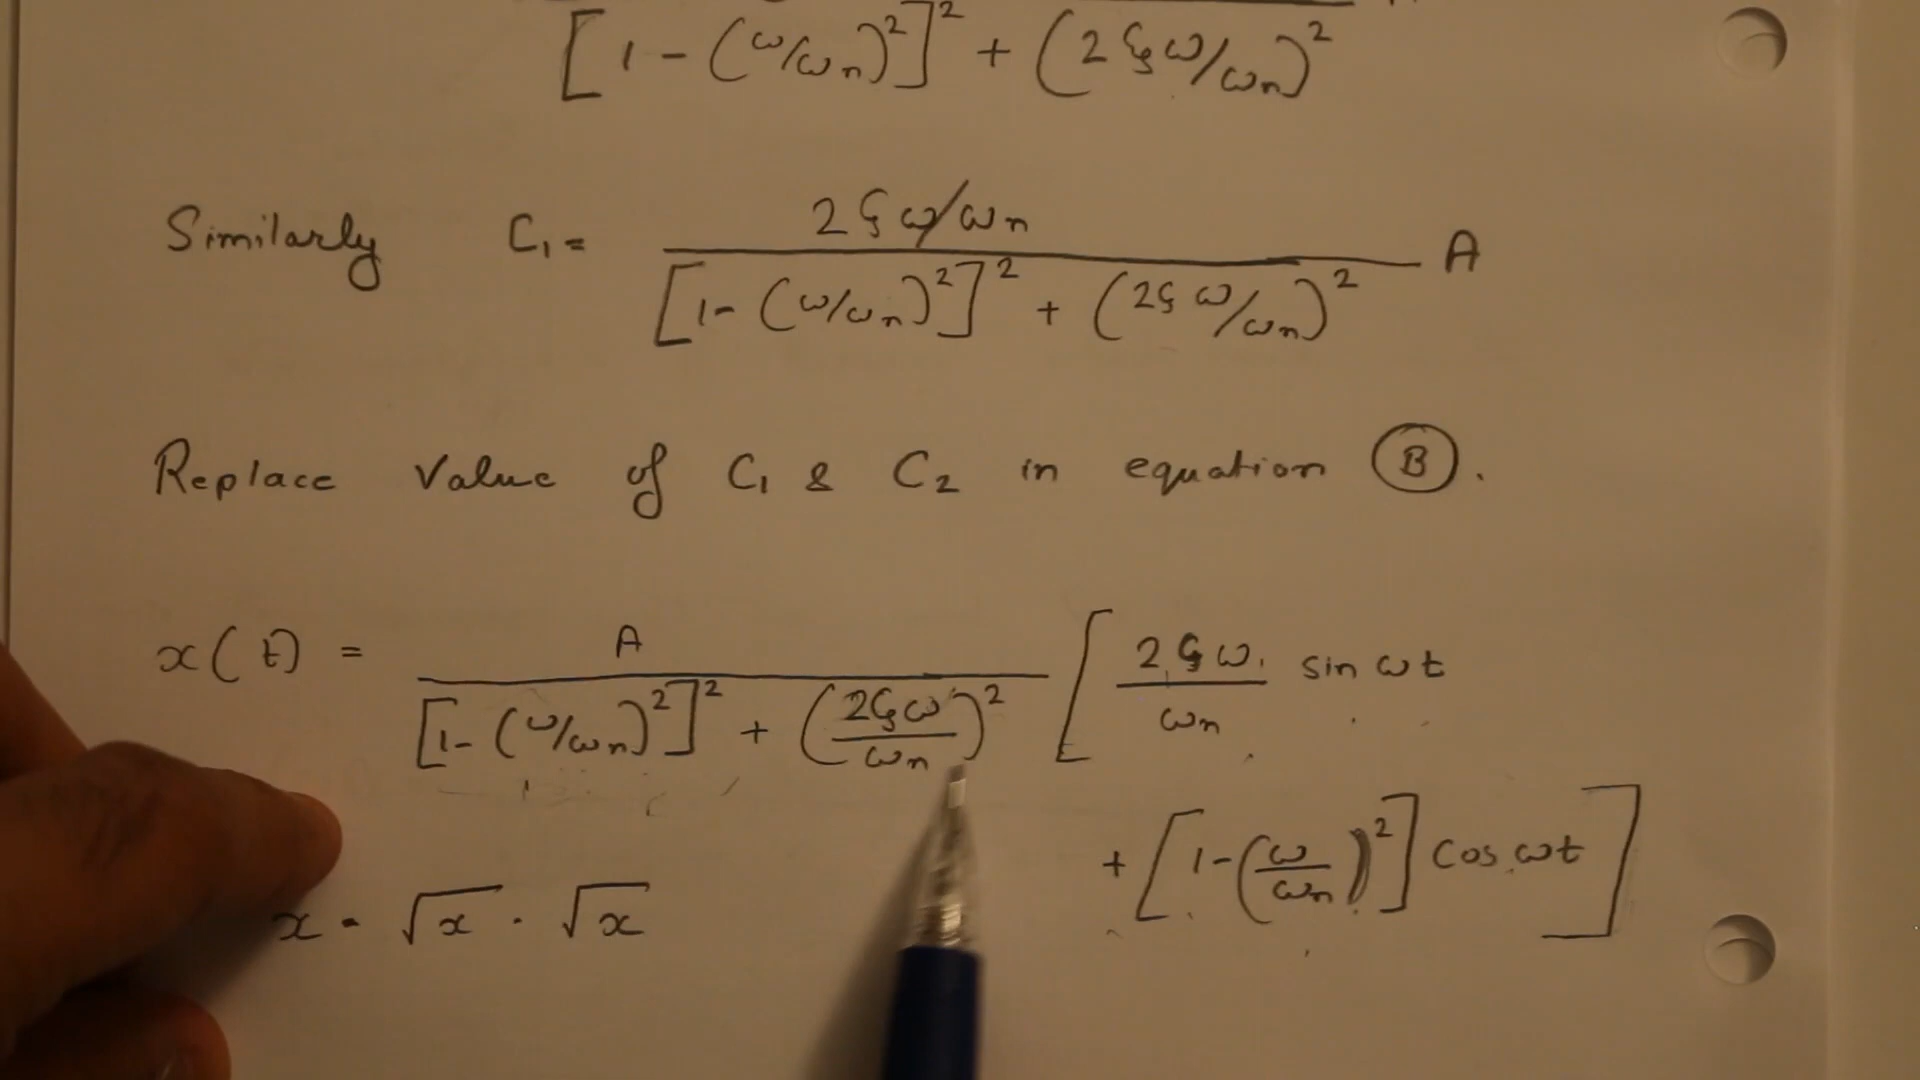 [1 - (ω/ωn)²]² + (2ξω/ωn)²
Similarly C₁ = 2ξω/ωn / [1 - (ω/ωn)²]² + (2ξω/ωn)² A
Replace Value of C₁ & C₂ in equation (B).
x(t) = A / [1 - (ω/ωn)²]² + (2ξω/ωn)² [ 2ξω/ωn sin ωt
+ [1 - (ω/ωn)²] cos ωt ]
x = √x · √x